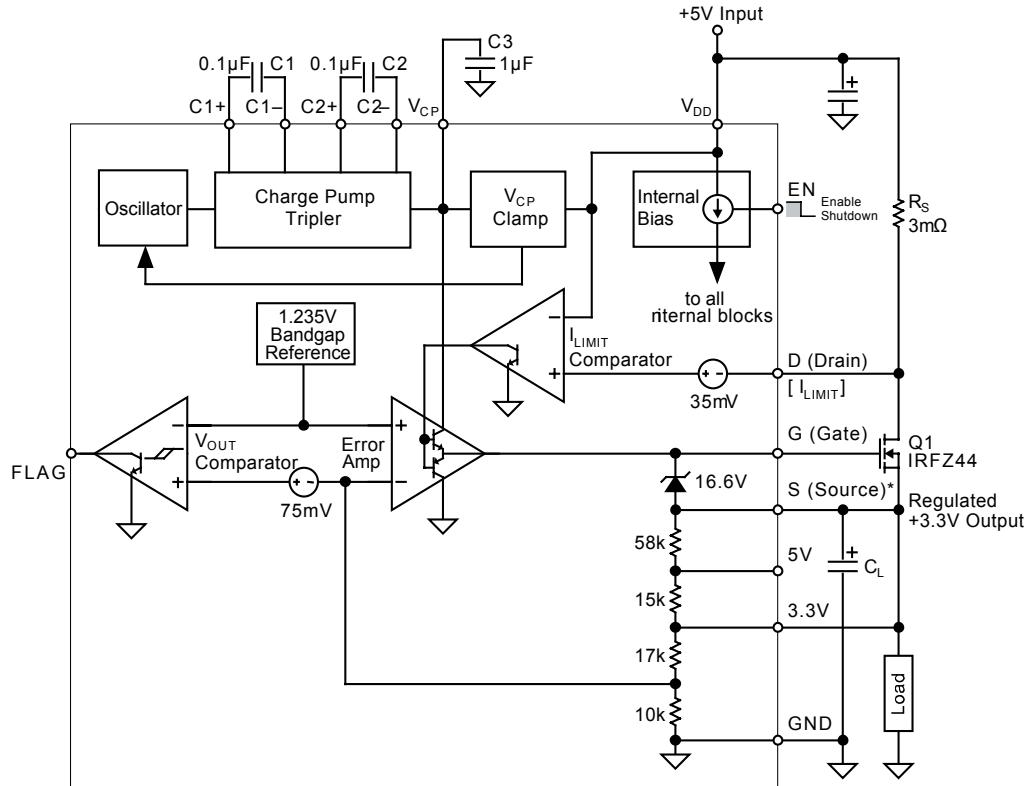 +5V Input
C3
1µF
0.1µF C1
0.1µF C2
C1+ C1– C2+ C2– VCP
VDD
Oscillator
Charge Pump
Tripler
VCP
Clamp
Internal
Bias
EN
Enable
Shutdown
RS
3mΩ
to all
nternal blocks
1.235V
Bandgap
Reference
ILIMIT
Comparator
35mV
D (Drain)
[ ILIMIT]
VOUT
Comparator
Error
Amp
75mV
FLAG
G (Gate)
Q1
IRFZ44
16.6V
S (Source)*
Regulated
+3.3V Output
58k
5V
CL
15k
3.3V
17k
Load
10k
GND